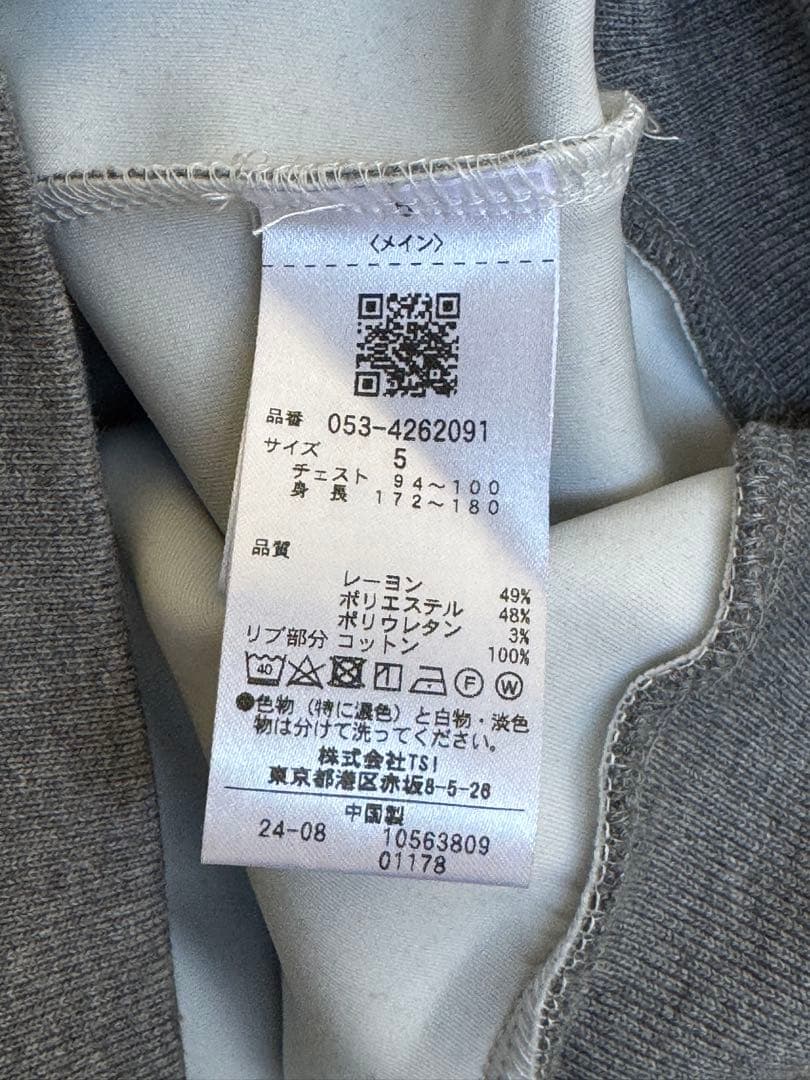 〈メイン〉
品番 053-4262091
サイズ 5
チェスト 94～100
身長 172～180
品質
レーヨン 49%
ポリエステル 48%
ポリウレタン 3%
リブ部分 コットン 100%
40 F W
●色物（特に濃色）と白物・淡色
物は分けて洗ってください。
株式会社TSI
東京都港区赤坂8-5-26
中国製
24-08 10563809
01178